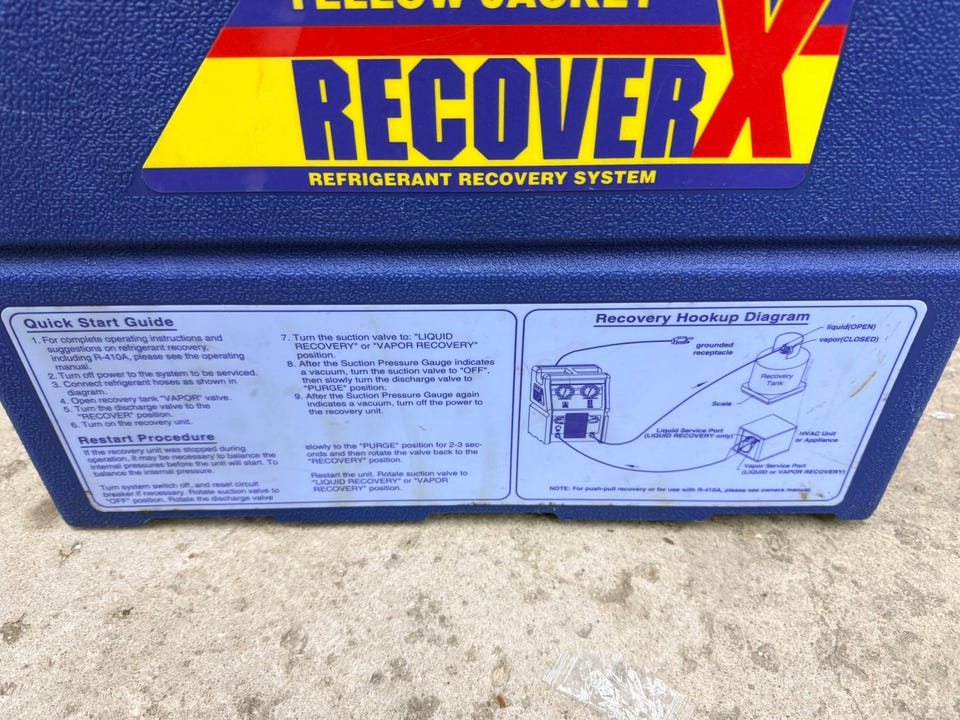 YELLOW JACKET
RECOVERX
REFRIGERANT RECOVERY SYSTEM
Quick Start Guide
1. For complete operating instructions and
suggestions on refrigerant recovery,
including R-410A, please see the operating
manual.
2. Turn off power to the system to be serviced.
3. Connect refrigerant hoses as shown in
diagram.
4. Open recovery tank "VAPOR" valve.
5. Turn the discharge valve to the
"RECOVER" position.
6. Turn on the recovery unit.
7. Turn the suction valve to: "LIQUID
RECOVERY" or "VAPOR RECOVERY"
position.
8. After the Suction Pressure Gauge indicates
a vacuum, turn the suction valve to "OFF",
then slowly turn the discharge valve to
"PURGE" position.
9. After the Suction Pressure Gauge again
indicates a vacuum, turn off the power to
the recovery unit.
Restart Procedure
If the recovery unit was stopped during
operation, it may be necessary to balance the
internal pressures before the unit will start. To
balance the internal pressure.
Turn system switch off, and reset circuit
breaker if necessary. Rotate suction valve to
"OFF" position. Rotate the discharge valve
slowly to the "PURGE" position for 2-3 sec-
onds and then rotate the valve back to the
"RECOVERY" position.
Restart the unit. Rotate suction valve to
"LIQUID RECOVERY" or "VAPOR
RECOVERY" position.
Recovery Hookup Diagram
liquid(OPEN)
vapor(CLOSED)
grounded
receptacle
Recovery
Tank
Scale
Liquid Service Port
(LIQUID RECOVERY only)
HVAC Unit
or Appliance
Vapor Service Port
(LIQUID or VAPOR RECOVERY)
NOTE: For push-pull recovery or for use with R-410A, please see owners manual